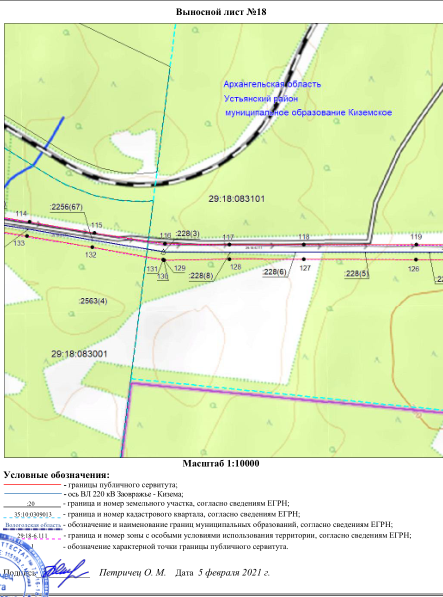 Выносной лист №18
Архангельская область
Устьянский район
муниципальное образование Киземское
29:18:083101
:2256(67)
114
115
116
:228(3)
117
118
119
133
132
131
130
129
:228(8)
128
:228(6)
127
:228(5)
126
:2563(4)
29:18:083001
Масштаб 1:10000
Условные обозначения:
- границы публичного сервитута;
- ось ВЛ 220 кВ Заовражье - Кизема;
:20 - граница и номер земельного участка, согласно сведениям ЕГРН;
35:10:0309013 - граница и номер кадастрового квартала, согласно сведениям ЕГРН;
Вологодская область - обозначение и наименование границ муниципальных образований, согласно сведениям ЕГРН;
29:18-6.11 - граница и номер зоны с особыми условиями использования территории, согласно сведениям ЕГРН;
- обозначение характерной точки границы публичного сервитута.
Подпись Петричец О. М. Дата 5 февраля 2021 г.